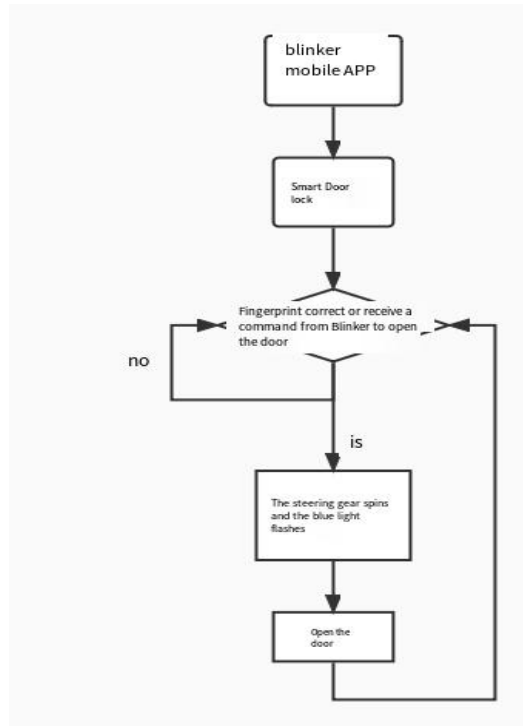 blinker
mobile APP
Smart Door
lock
Fingerprint correct or receive a
command from Blinker to open
the door
no
is
The steering gear spins
and the blue light
flashes
Open the
door